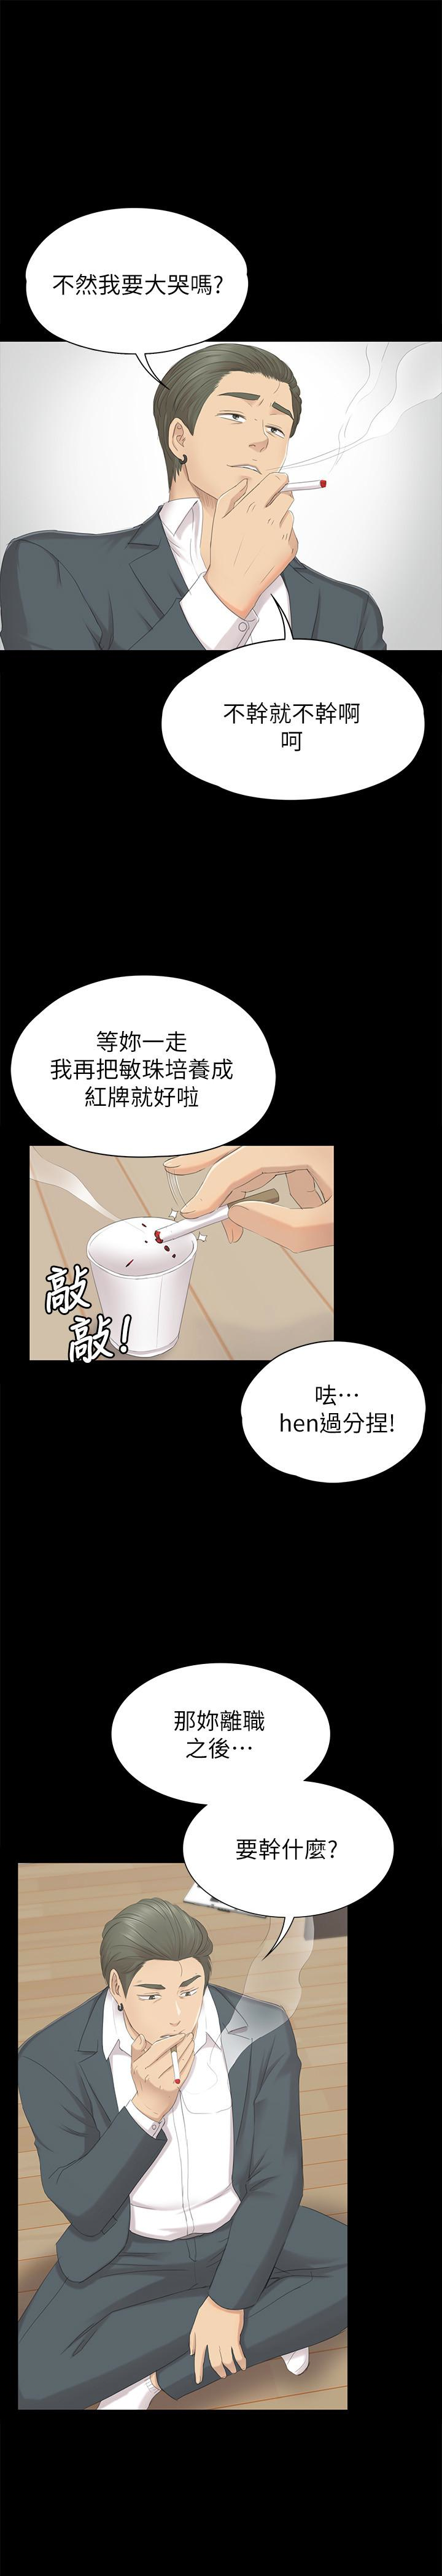 不然我要大哭嗎?
不幹就不幹啊
呵
等妳一走
我再把敏珠培養成
紅牌就好啦
敲
敲!
呿…
hen過分捏!
那妳離職
之後…
要幹什麼?